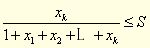 x_k / (1 + x_1 + x_2 + L + x_k) ≤ S